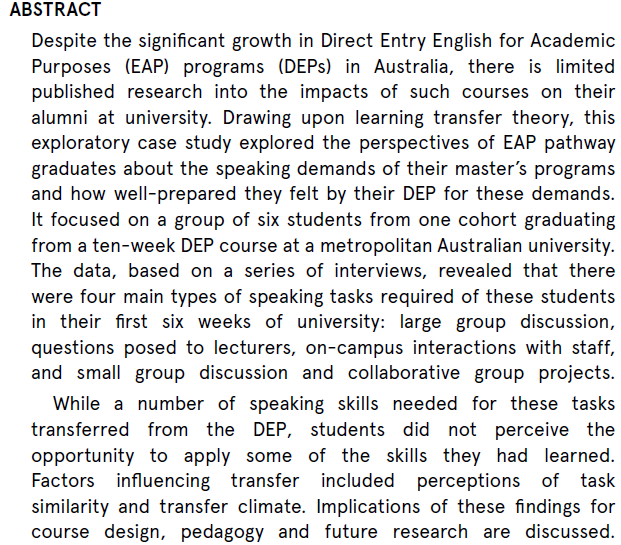 ABSTRACT
Despite the significant growth in Direct Entry English for Academic
Purposes (EAP) programs (DEPs) in Australia, there is limited
published research into the impacts of such courses on their
alumni at university. Drawing upon learning transfer theory, this
exploratory case study explored the perspectives of EAP pathway
graduates about the speaking demands of their master's programs
and how well-prepared they felt by their DEP for these demands.
It focused on a group of six students from one cohort graduating
from a ten-week DEP course at a metropolitan Australian university.
The data, based on a series of interviews, revealed that there
were four main types of speaking tasks required of these students
in their first six weeks of university: large group discussion,
questions posed to lecturers, on-campus interactions with staff,
and small group discussion and collaborative group projects.
While a number of speaking skills needed for these tasks
transferred from the DEP, students did not perceive the
opportunity to apply some of the skills they had learned.
Factors influencing transfer included perceptions of task
similarity and transfer climate. Implications of these findings for
course design, pedagogy and future research are discussed.